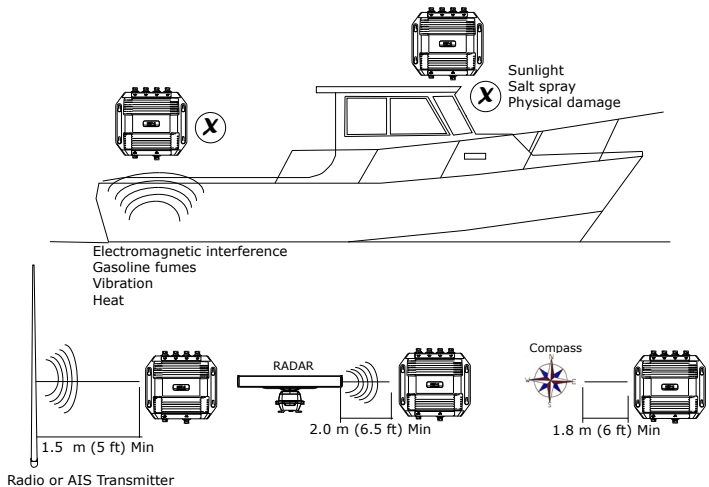 Sunlight
Salt spray
Physical damage
Electromagnetic interference
Gasoline fumes
Vibration
Heat
RADAR
Compass
N
W
E
S
1.5 m (5 ft) Min
2.0 m (6.5 ft) Min
1.8 m (6 ft) Min
Radio or AIS Transmitter